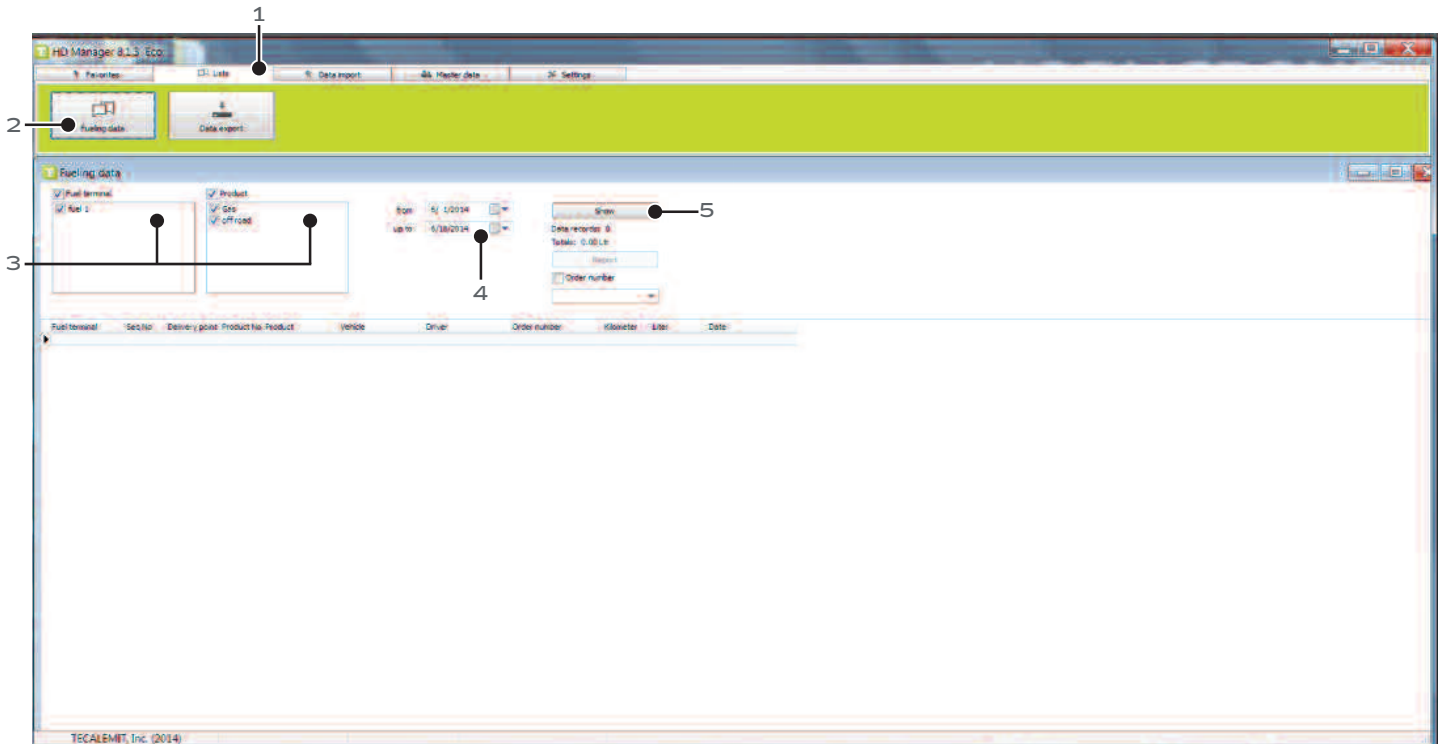 1
HD Manager 8.1.3 Eco
Favorites Lists Data import Master data Settings
2
Fueling data Data export
Fueling data
Fuel terminal Product
fuel 1 Gas from 6/ 1/2014 Show 5
off road up to 6/18/2014 Data records: 0
Totals: 0.00 Ltr
3
Report
Order number
4
Fuel terminal Seq.No Delivery point Product No. Product Vehicle Driver Order number Kilometer Liter Date
TECALEMIT, Inc. (2014)